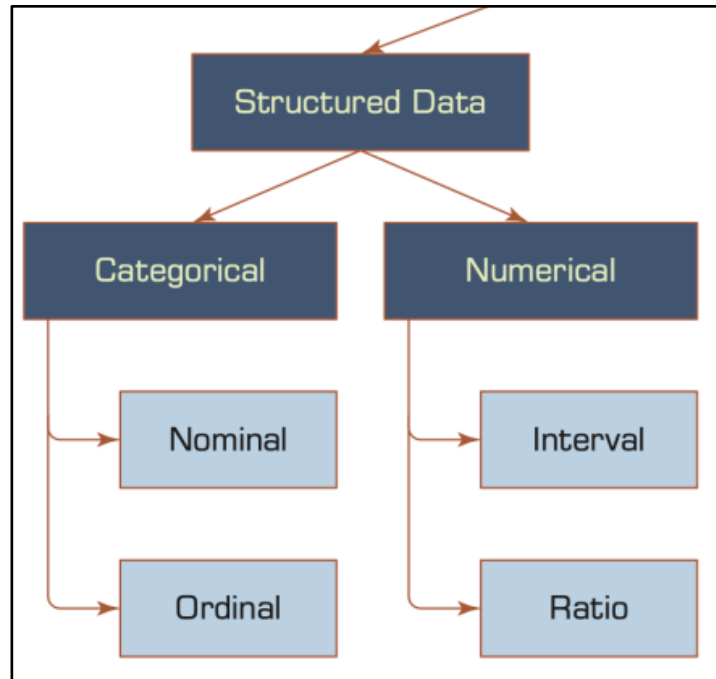 Structured Data
Categorical
Numerical
Nominal
Interval
Ordinal
Ratio